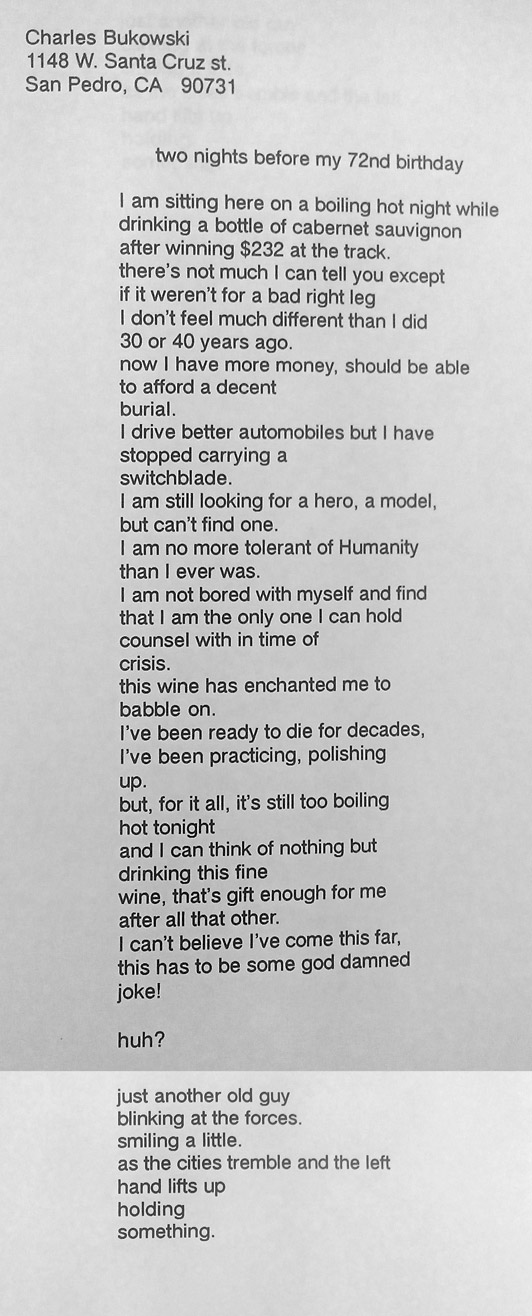 Charles Bukowski
1148 W. Santa Cruz st.
San Pedro, CA 90731
two nights before my 72nd birthday
I am sitting here on a boiling hot night while
drinking a bottle of cabernet sauvignon
after winning $232 at the track.
there's not much I can tell you except
if it weren't for a bad right leg
I don't feel much different than I did
30 or 40 years ago.
now I have more money, should be able
to afford a decent
burial.
I drive better automobiles but I have
stopped carrying a
switchblade.
I am still looking for a hero, a model,
but can't find one.
I am no more tolerant of Humanity
than I ever was.
I am not bored with myself and find
that I am the only one I can hold
counsel with in time of
crisis.
this wine has enchanted me to
babble on.
I've been ready to die for decades,
I've been practicing, polishing
up.
but, for it all, it's still too boiling
hot tonight
and I can think of nothing but
drinking this fine
wine, that's gift enough for me
after all that other.
I can't believe I've come this far,
this has to be some god damned
joke!
huh?
just another old guy
blinking at the forces.
smiling a little.
as the cities tremble and the left
hand lifts up
holding
something.